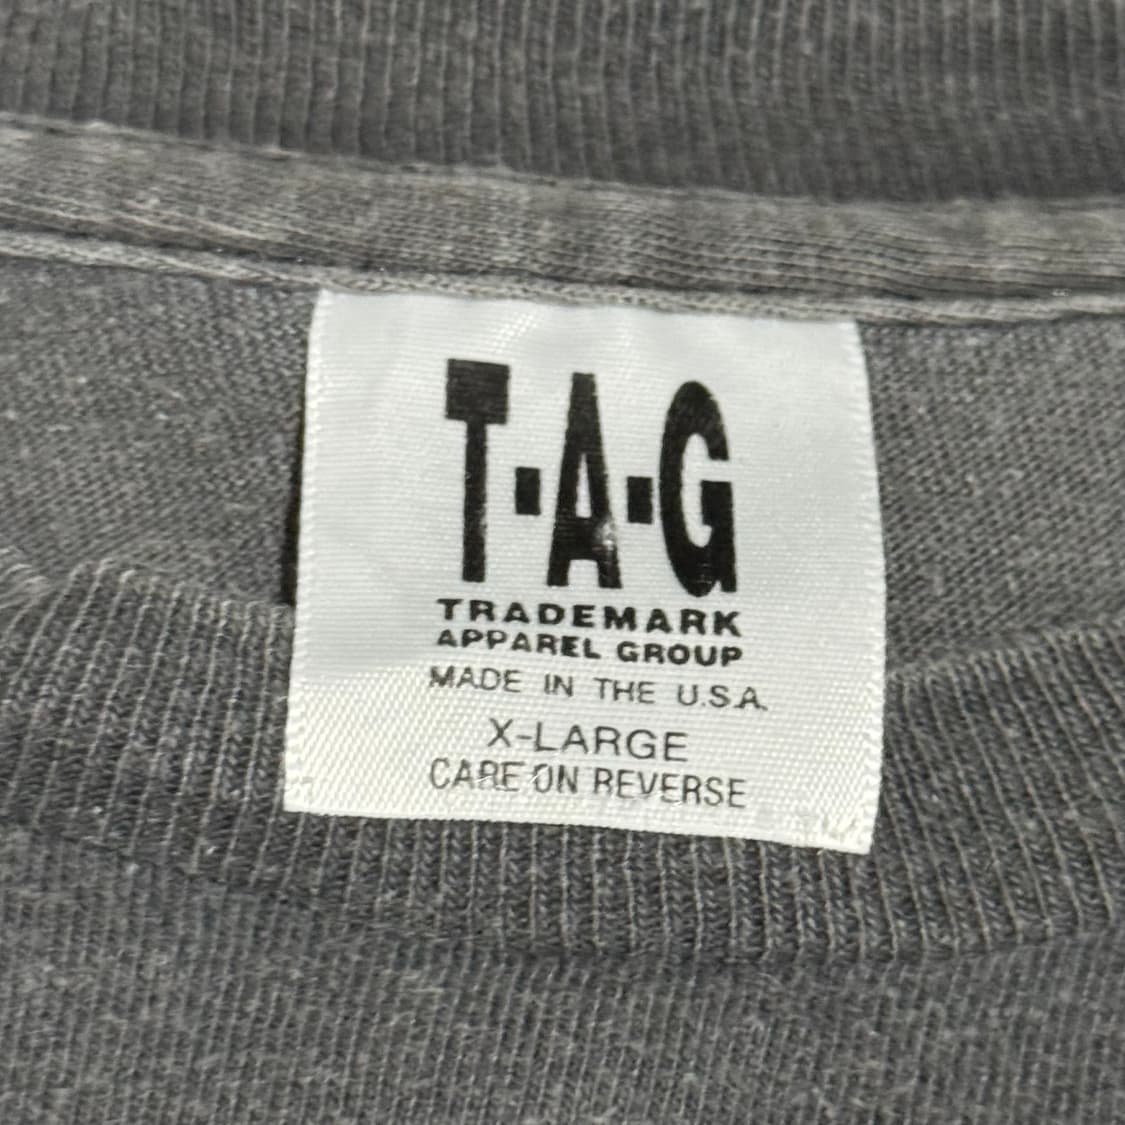 T·A·G
TRADEMARK
APPAREL GROUP
MADE IN THE U.S.A.
X-LARGE
CARE ON REVERSE